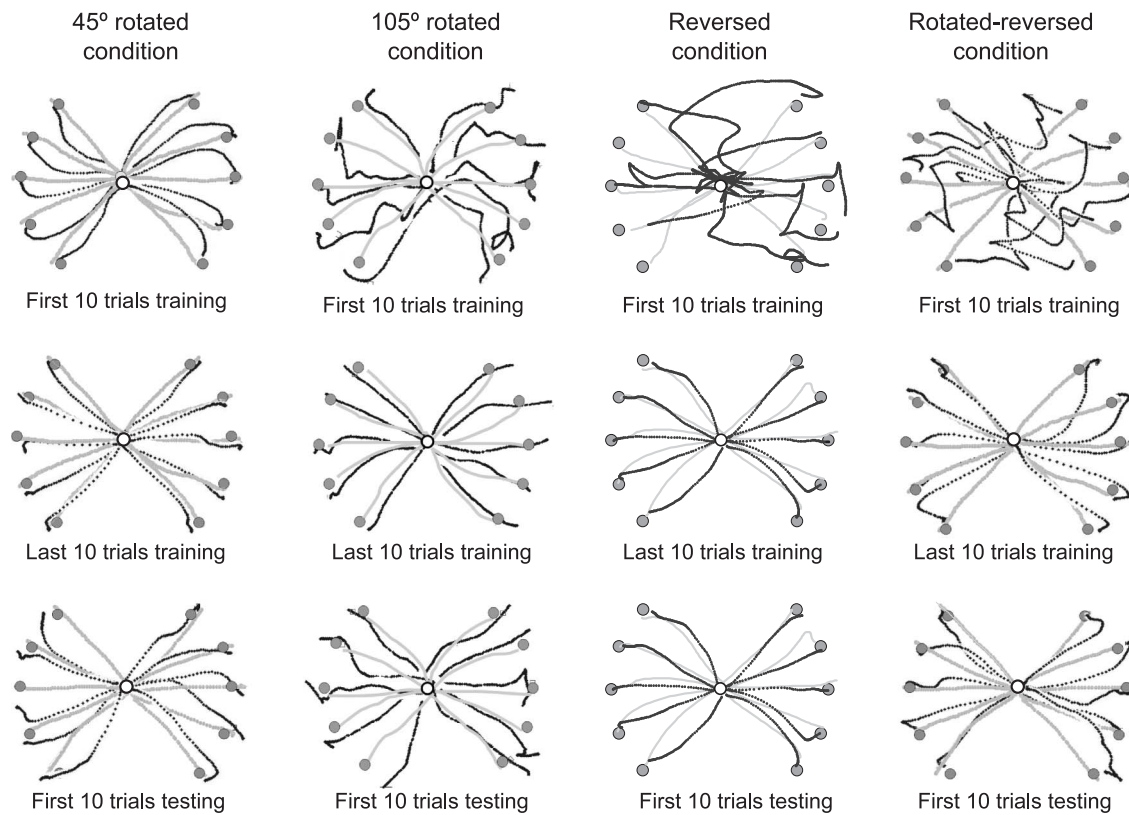 45º rotated
condition
105º rotated
condition
Reversed
condition
Rotated-reversed
condition
First 10 trials training
First 10 trials training
First 10 trials training
First 10 trials training
Last 10 trials training
Last 10 trials training
Last 10 trials training
Last 10 trials training
First 10 trials testing
First 10 trials testing
First 10 trials testing
First 10 trials testing